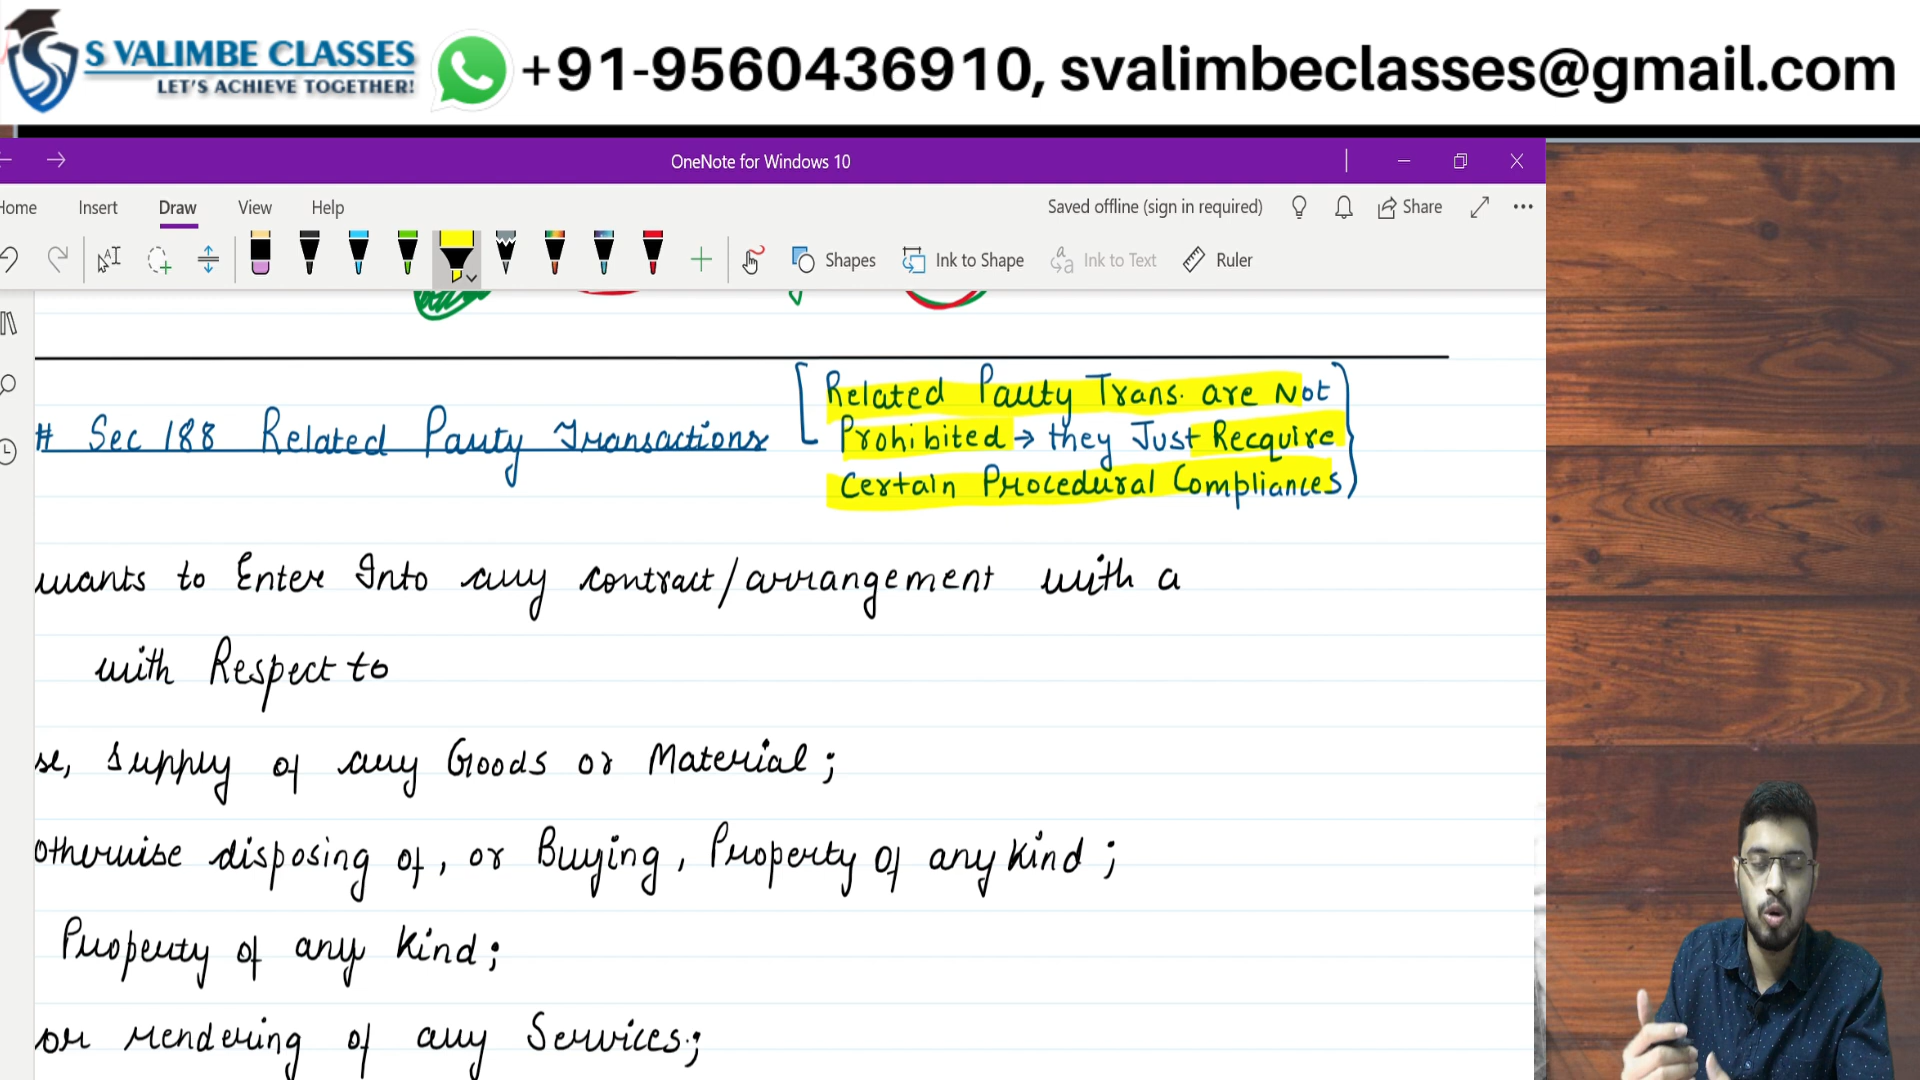 S VALIMBE CLASSES
LET'S ACHIEVE TOGETHER!
+91-9560436910, svalimbeclasses@gmail.com
OneNote for Windows 10
Home Insert Draw View Help
Saved offline (sign in required) Share
Shapes Ink to Shape Ink to Text Ruler
# Sec 188 Related Party Transactions
[Related Party Trans. are Not
Prohibited → they Just Recquire
Certain Procedural Compliances]
wants to Enter Into any contract/arrangement with a
with Respect to
se, supply of any Goods or Material;
otherwise disposing of, or Buying, Property of any kind;
Property of any kind;
or rendering of any Services;